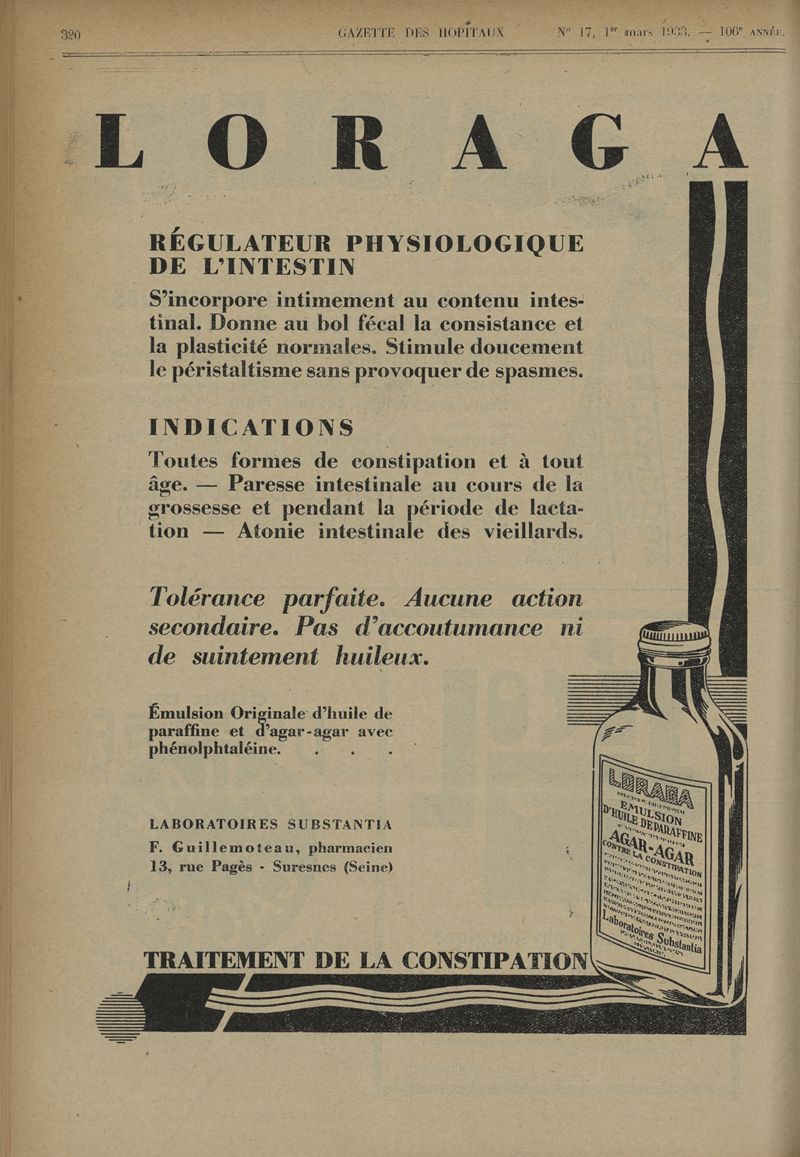 320 GAZETTE DES HOPITAUX N° 17, 1er mars 1933. — 106e ANNÉE.
LORAGA
RÉGULATEUR PHYSIOLOGIQUE
DE L'INTESTIN
S'incorpore intimement au contenu intes-
tinal. Donne au bol fécal la consistance et
la plasticité normales. Stimule doucement
le péristaltisme sans provoquer de spasmes.
INDICATIONS
Toutes formes de constipation et à tout
âge. — Paresse intestinale au cours de la
grossesse et pendant la période de lacta-
tion — Atonie intestinale des vieillards.
Tolérance parfaite. Aucune action
secondaire. Pas d'accoutumance ni
de suintement huileux.
Émulsion Originale d'huile de
paraffine et d'agar-agar avec
phénolphtaléine. . . .
LABORATOIRES SUBSTANTIA
F. Guillemoteau, pharmacien
13, rue Pagès - Suresnes (Seine)
LORAGA
EMULSION
D'HUILE DE PARAFFINE
AGAR-AGAR
CONTRE LA CONSTIPATION
Laboratoires Substantia
TRAITEMENT DE LA CONSTIPATION